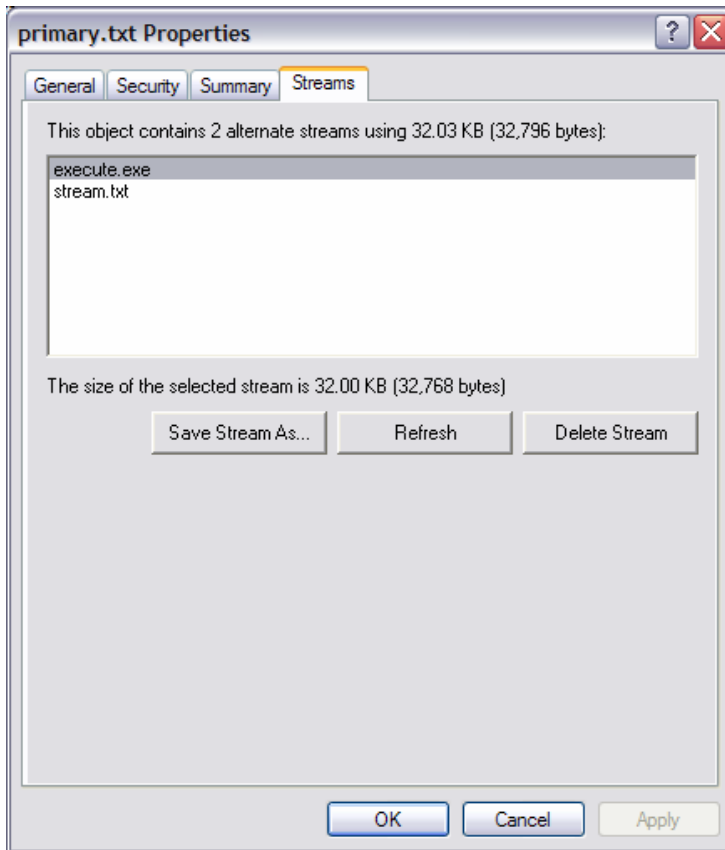 primary.txt Properties
General Security Summary Streams
This object contains 2 alternate streams using 32.03 KB (32,796 bytes):
execute.exe
stream.txt
The size of the selected stream is 32.00 KB (32,768 bytes)
Save Stream As... Refresh Delete Stream
OK Cancel Apply